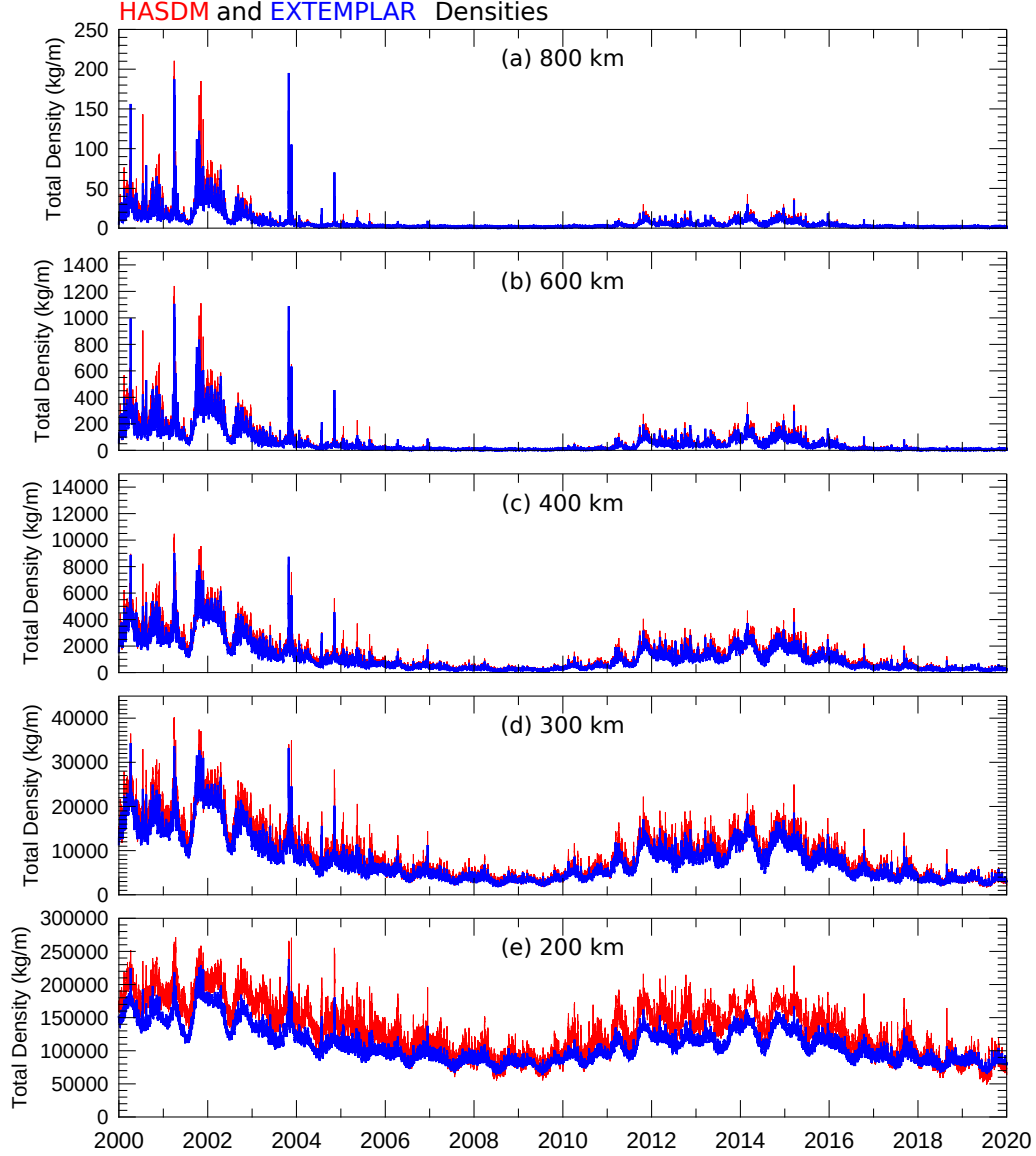 HASDM and EXTEMPLAR Densities
(a) 800 km
Total Density (kg/m)
250
200
150
100
50
0
(b) 600 km
Total Density (kg/m)
1400
1200
1000
800
600
400
200
0
(c) 400 km
Total Density (kg/m)
14000
12000
10000
8000
6000
4000
2000
0
(d) 300 km
Total Density (kg/m)
40000
30000
20000
10000
0
(e) 200 km
Total Density (kg/m)
300000
250000
200000
150000
100000
50000
0
2000 2002 2004 2006 2008 2010 2012 2014 2016 2018 2020